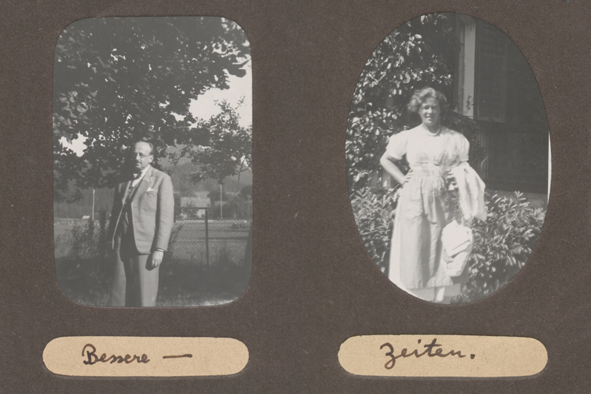 Bessere —
Zeiten.